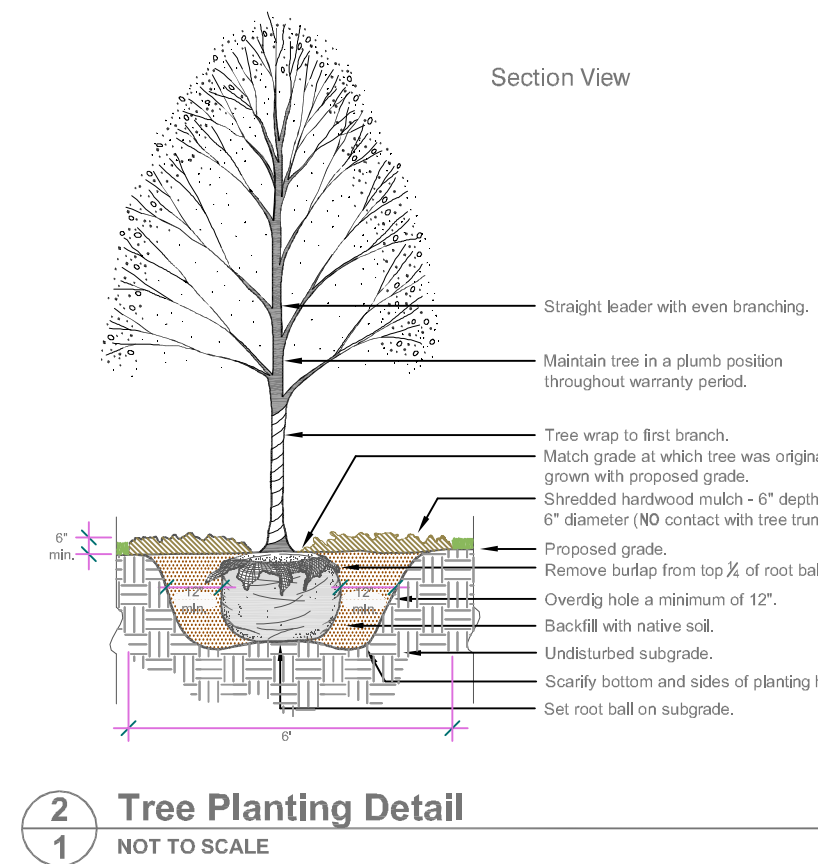 Section View
Straight leader with even branching.
Maintain tree in a plumb position
throughout warranty period.
Tree wrap to first branch.
Match grade at which tree was origina
grown with proposed grade.
Shredded hardwood mulch - 6" depth
6" diameter (NO contact with tree trun
Proposed grade.
Remove burlap from top ¼ of root bal
Overdig hole a minimum of 12".
Backfill with native soil.
Undisturbed subgrade.
Scarify bottom and sides of planting h
Set root ball on subgrade.
6"
min.
12"
min.
12"
min.
6'
2
1
Tree Planting Detail
NOT TO SCALE